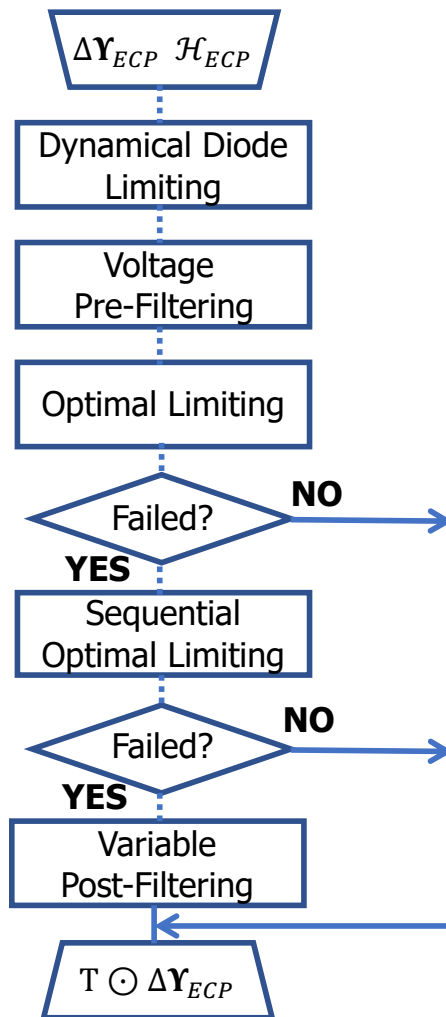 Δ𝚼_ECP ℋ_ECP
Dynamical Diode
Limiting
Voltage
Pre-Filtering
Optimal Limiting
Failed?
NO
YES
Sequential
Optimal Limiting
Failed?
NO
YES
Variable
Post-Filtering
T ⊙ Δ𝚼_ECP